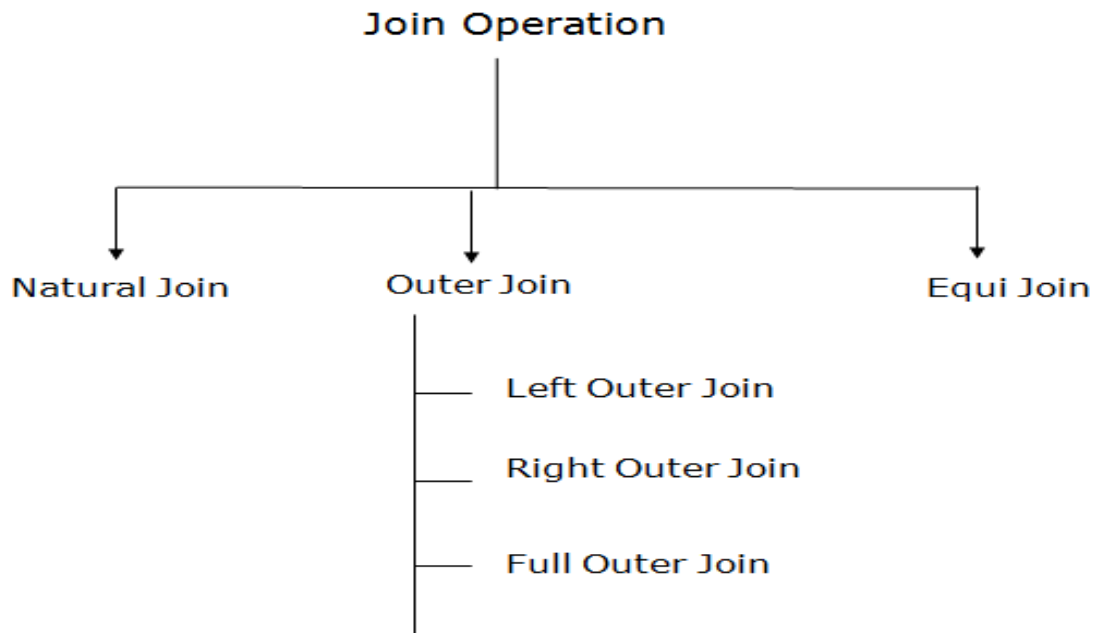 Join Operation
Natural Join
Outer Join
Equi Join
Left Outer Join
Right Outer Join
Full Outer Join